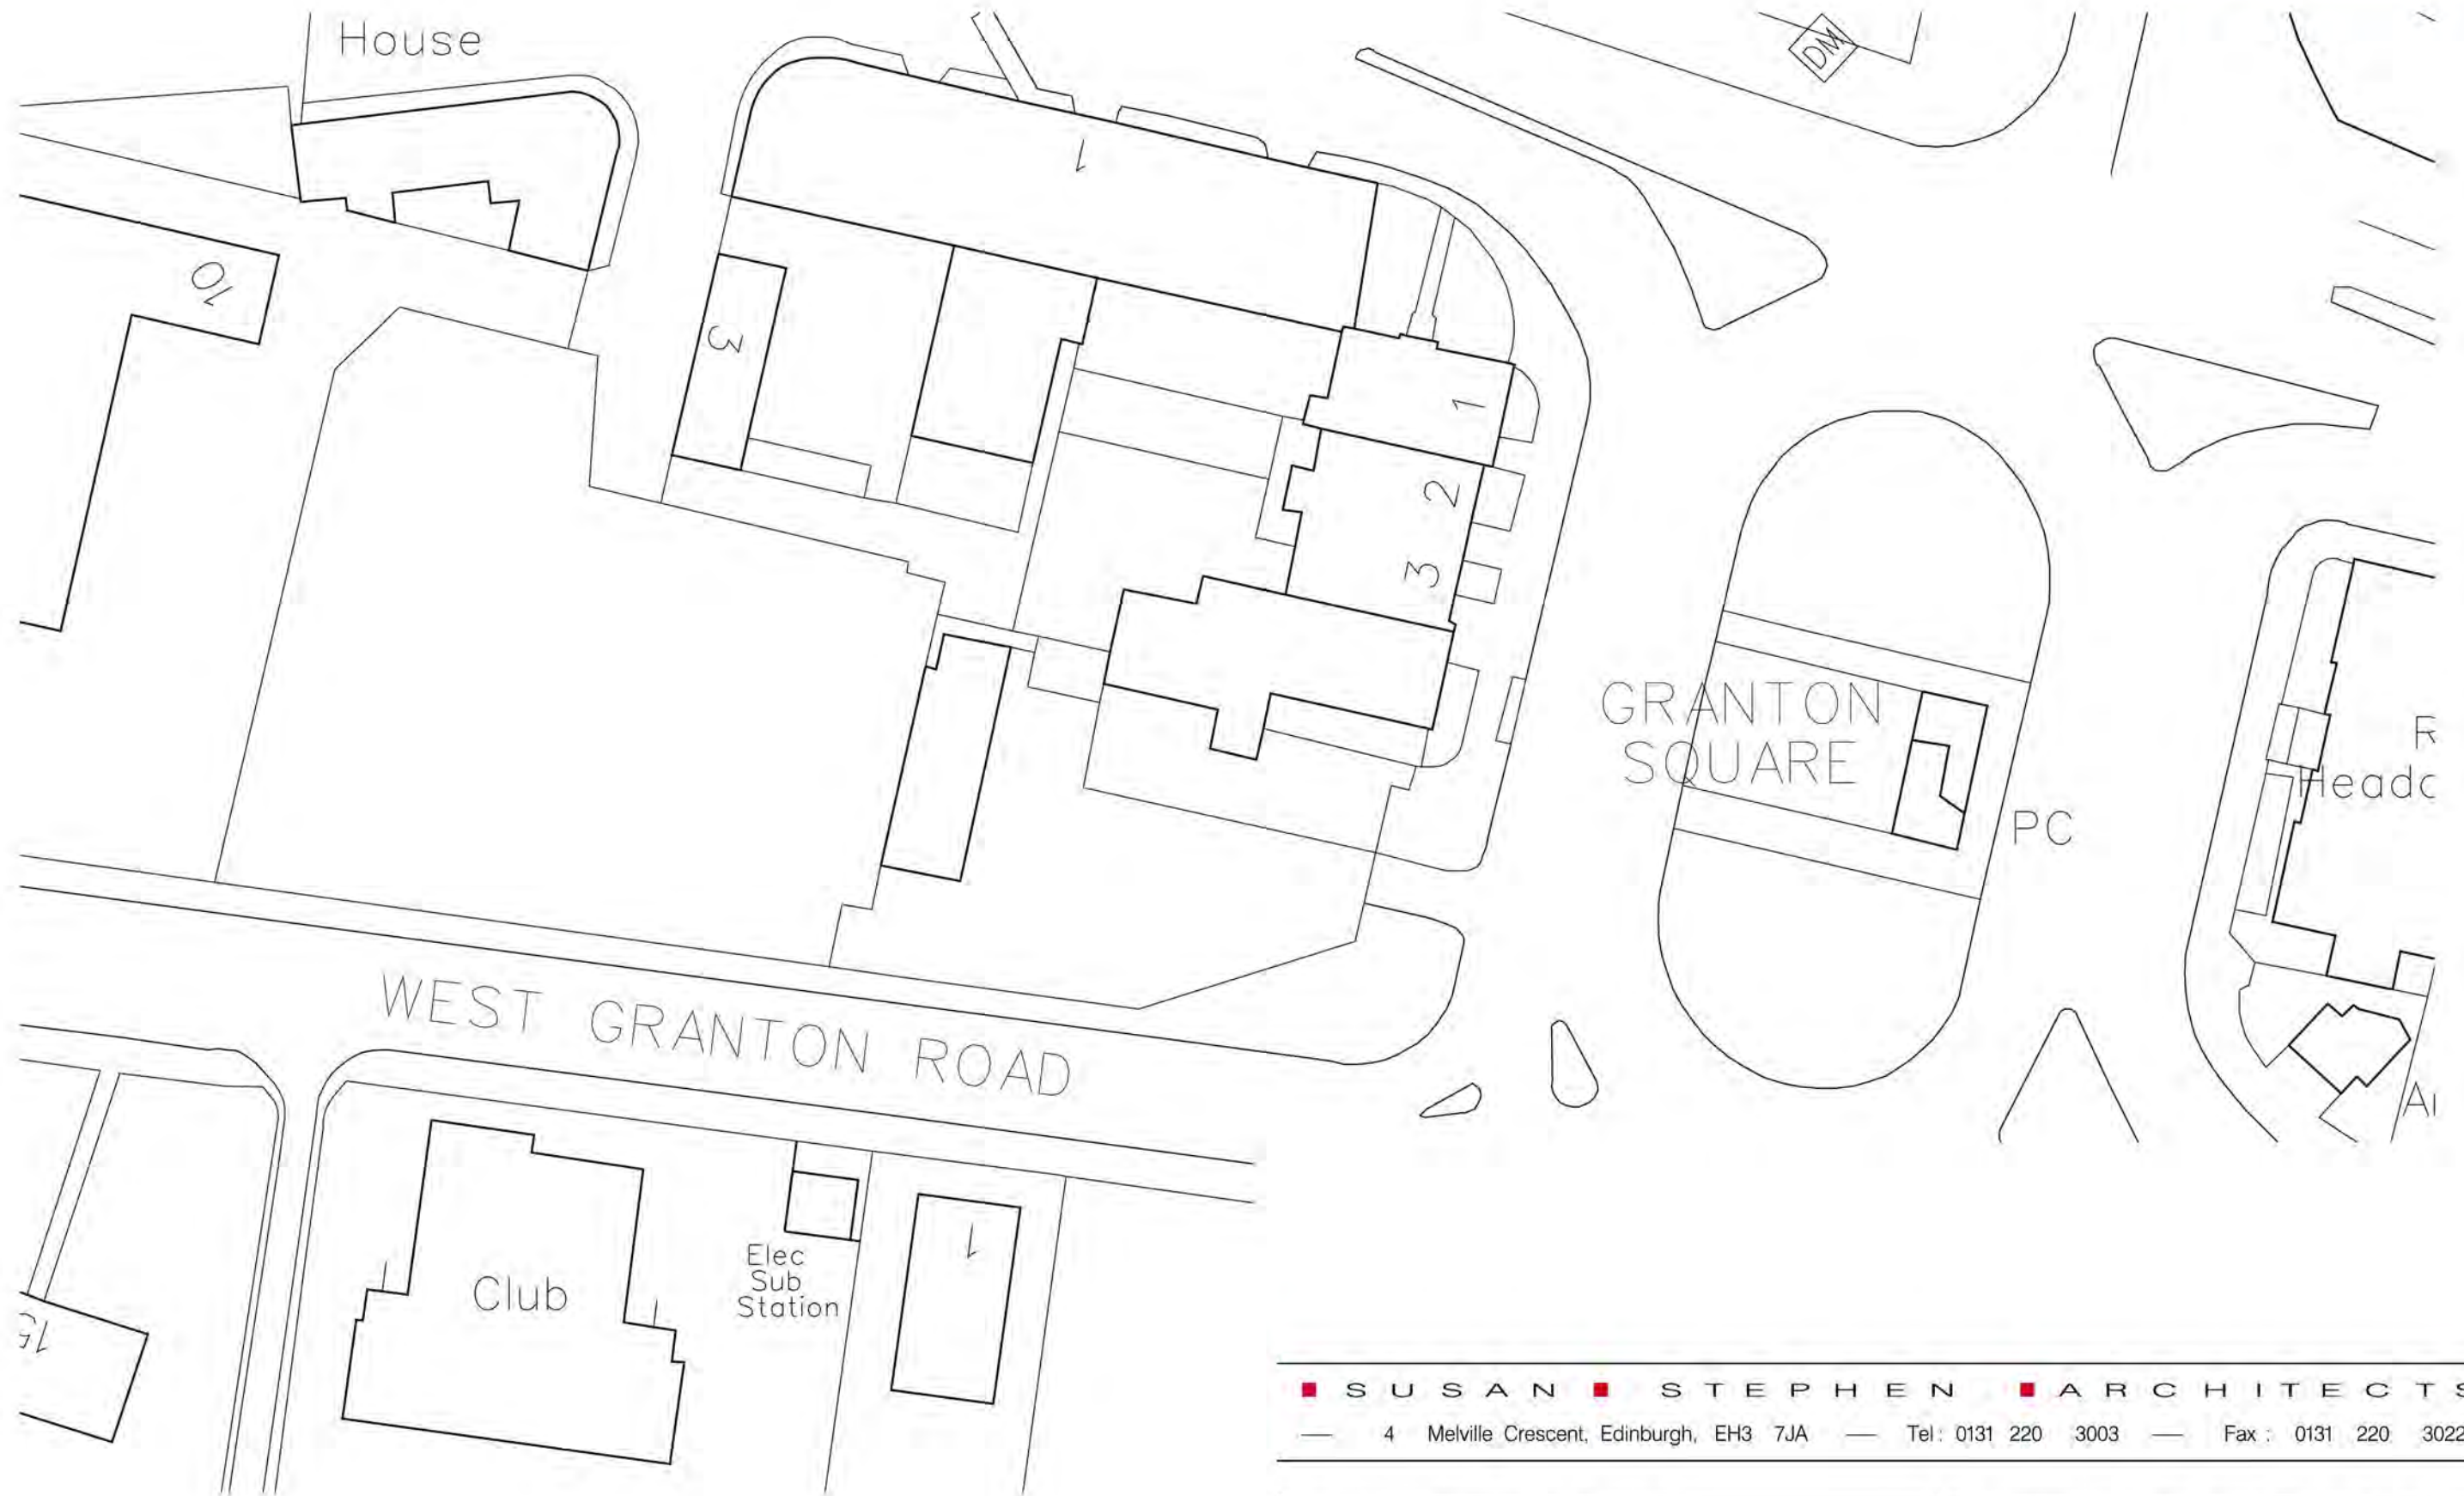 House
DM
1
10
3
1
2
3
GRANTON
SQUARE
PC
WEST GRANTON ROAD
Club
Elec
Sub
Station
1
15
SUSAN STEPHEN ARCHITECTS
— 4 Melville Crescent, Edinburgh, EH3 7JA — Tel : 0131 220 3003 — Fax : 0131 220 3022